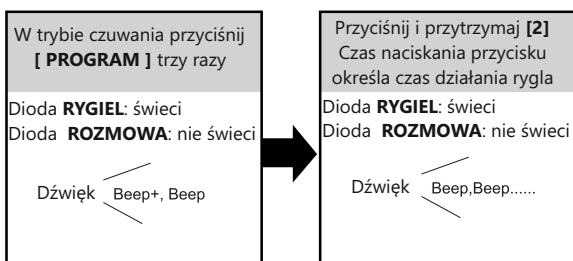 W trybie czuwania przyciśnij
[ PROGRAM ] trzy razy
Dioda RYGIEL: świeci
Dioda ROZMOWA: nie świeci
Dźwięk Beep+, Beep
Przyciśnij i przytrzymaj [2]
Czas naciskania przycisku
określa czas działania rygla
Dioda RYGIEL: świeci
Dioda ROZMOWA: nie świeci
Dźwięk Beep,Beep......